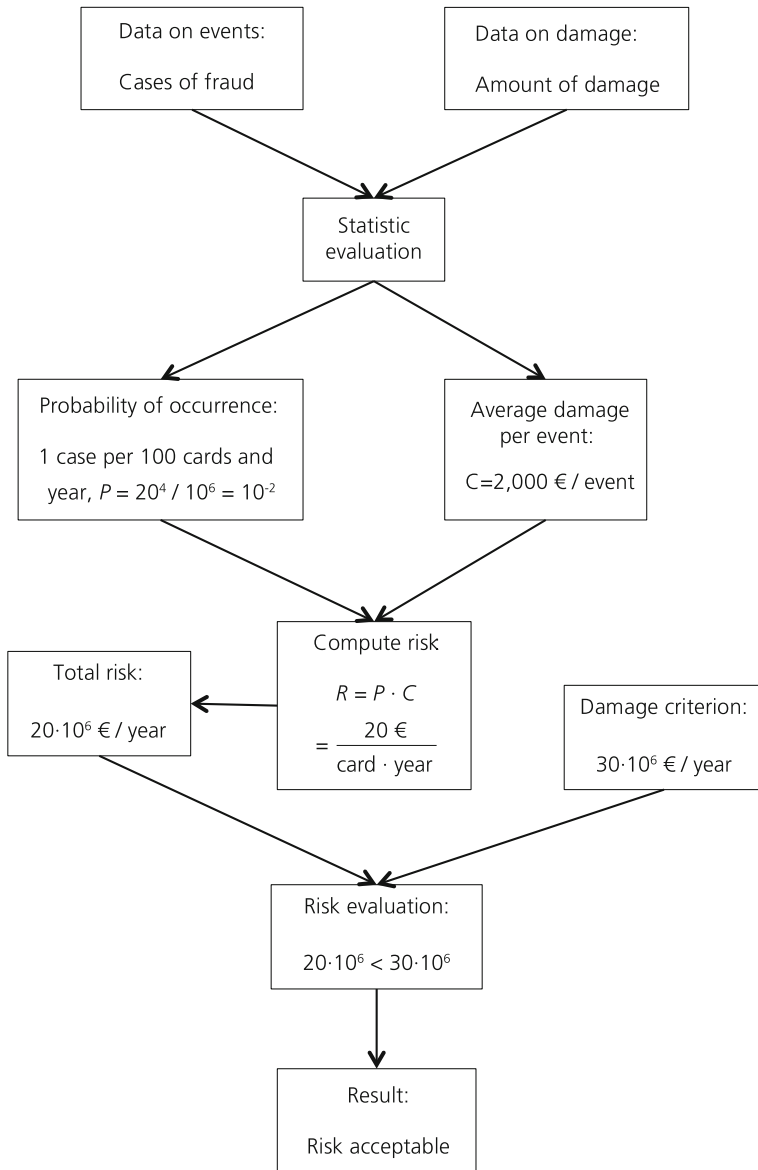 Data on events:
Cases of fraud
Data on damage:
Amount of damage
Statistic
evaluation
Probability of occurrence:
1 case per 100 cards and
year, P = 20⁴ / 10⁶ = 10⁻²
Average damage
per event:
C=2,000 € / event
Compute risk
R = P · C
= 20 € / card · year
Total risk:
20·10⁶ € / year
Damage criterion:
30·10⁶ € / year
Risk evaluation:
20·10⁶ < 30·10⁶
Result:
Risk acceptable